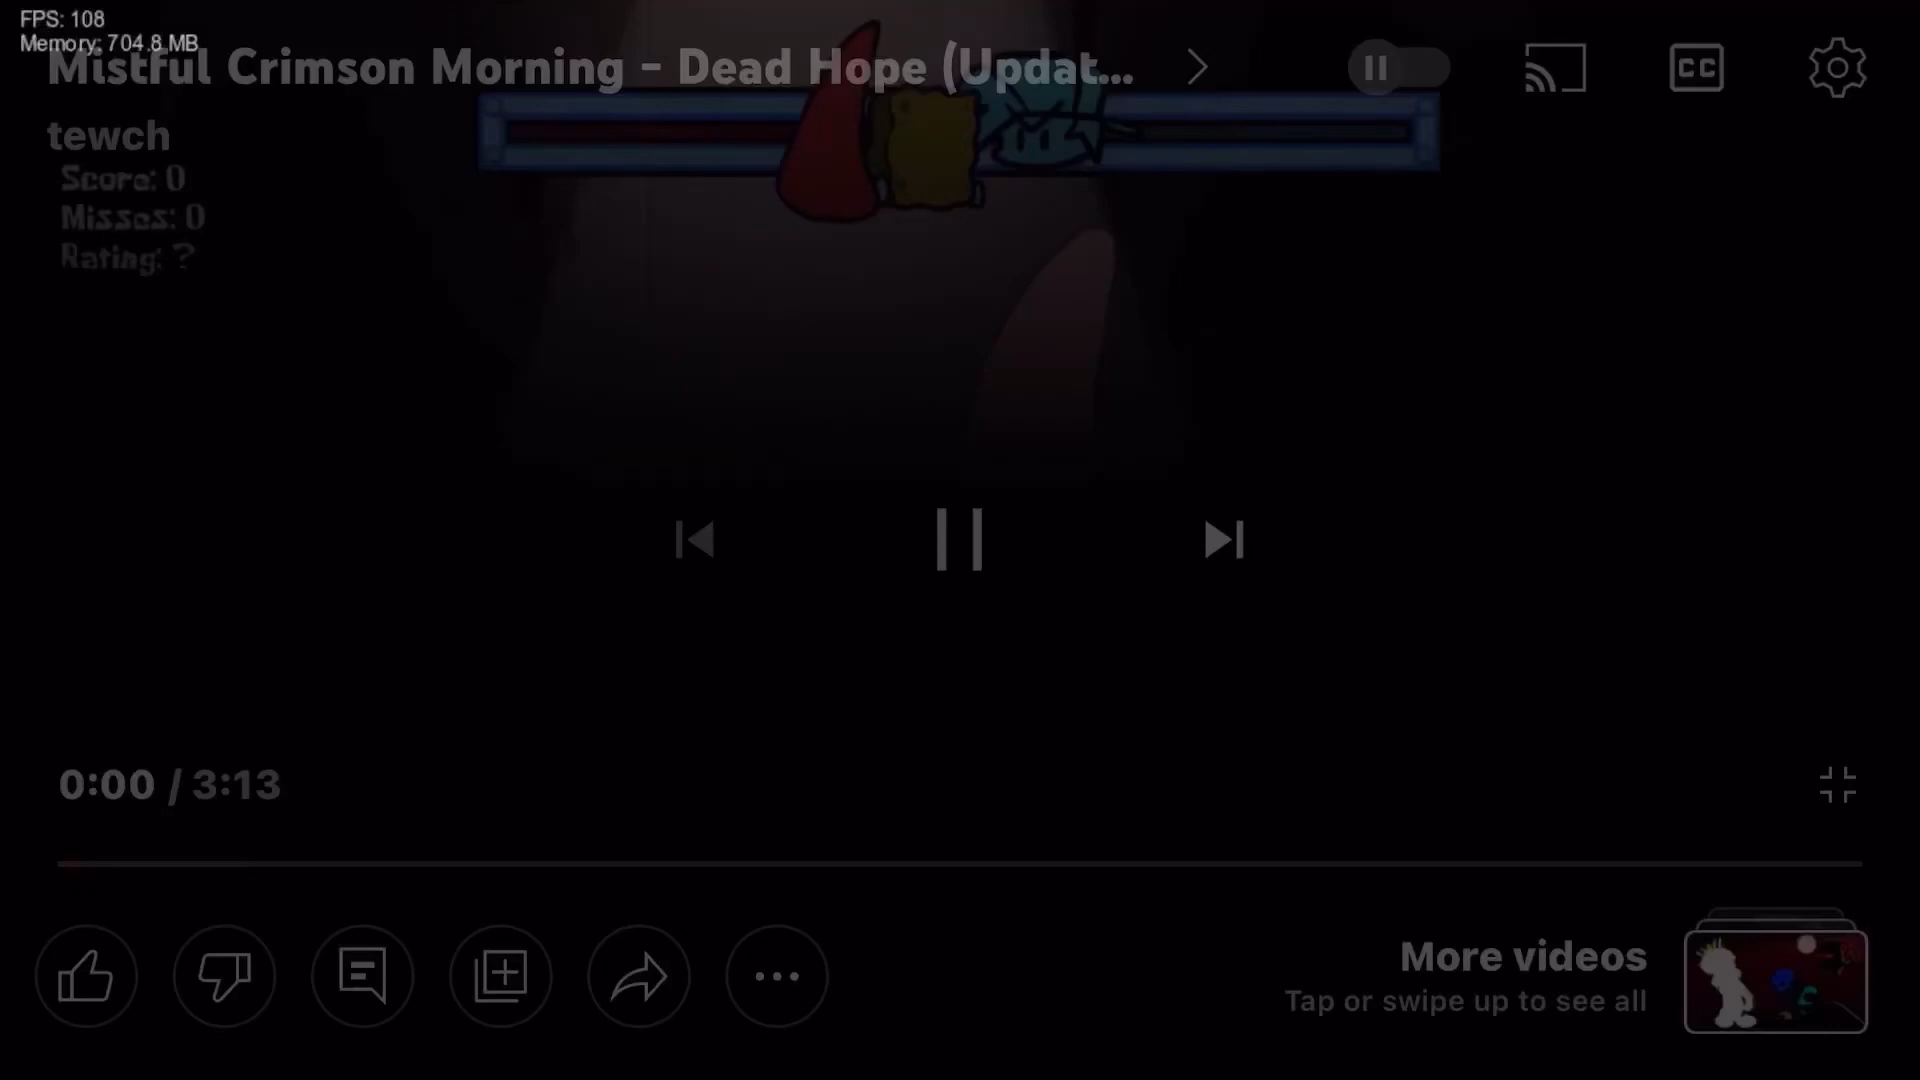 FPS: 108
Memory: 704.8 MB
Mistful Crimson Morning - Dead Hope (Updat...
tewch
Score: 0
Misses: 0
Rating: ?
CC
0:00 / 3:13
More videos
Tap or swipe up to see all